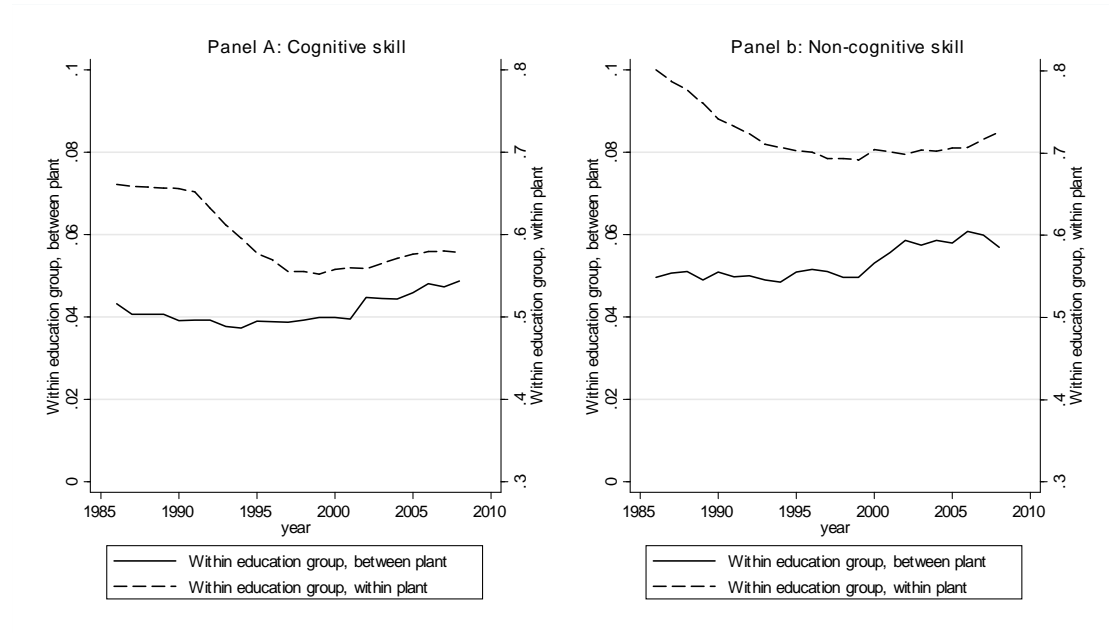 Panel A: Cognitive skill
Within education group, between plant
0 .02 .04 .06 .08 .1
.3 .4 .5 .6 .7 .8
Within education group, within plant
1985 1990 1995 2000 2005 2010
year
Within education group, between plant
Within education group, within plant
Panel b: Non-cognitive skill
Within education group, between plant
0 .02 .04 .06 .08 .1
.3 .4 .5 .6 .7 .8
Within education group, within plant
1985 1990 1995 2000 2005 2010
year
Within education group, between plant
Within education group, within plant